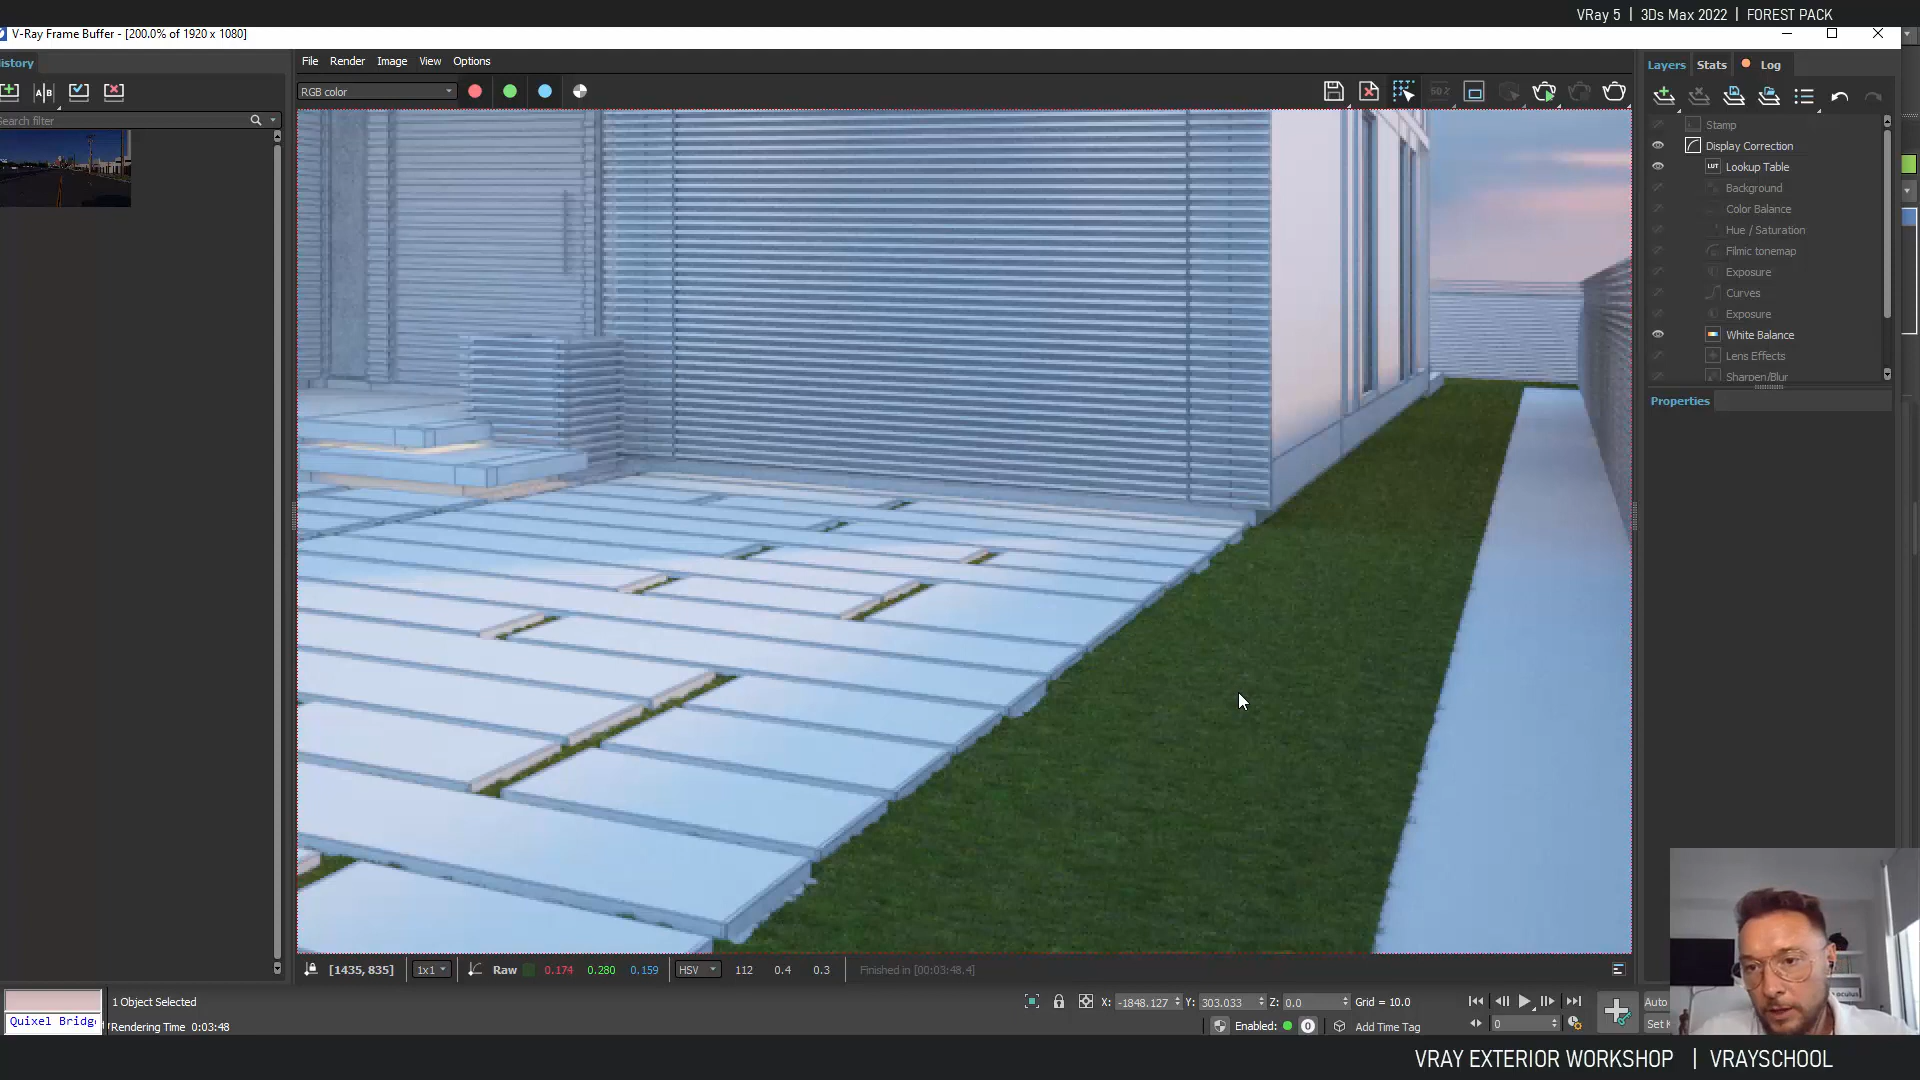 VRay 5 | 3Ds Max 2022 | FOREST PACK
V-Ray Frame Buffer - [200.0% of 1920 x 1080]
istory
File Render Image View Options
Layers Stats Log
A|B
RGB color
50%
Search filter
Stamp
Display Correction
LUT Lookup Table
Background
Color Balance
Hue / Saturation
Filmic tonemap
Exposure
Curves
Exposure
White Balance
Lens Effects
Sharpen/Blur
Properties
[1435, 835] 1x1 Raw 0.174 0.280 0.159 HSV 112 0.4 0.3 Finished in [00:03:48.4]
1 Object Selected
X: -1848.127 Y: 303.033 Z: 0.0 Grid = 10.0
Auto
Quixel Bridge
Rendering Time 0:03:48
Enabled: 0 Add Time Tag
0
Set K
VRAY EXTERIOR WORKSHOP | VRAYSCHOOL